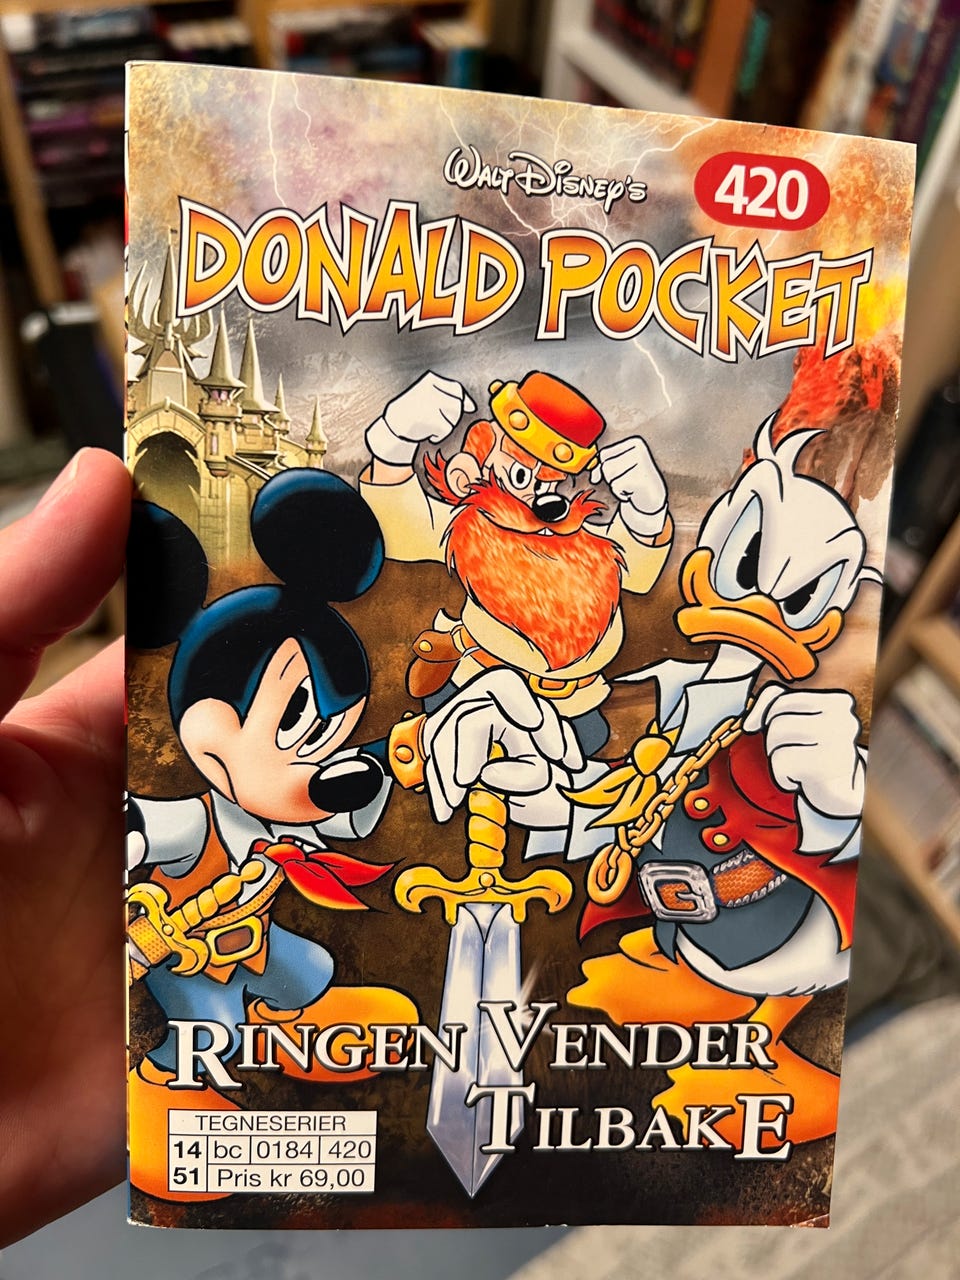 WALT DISNEY'S
420
DONALD POCKET
RINGEN VENDER
TILBAKE
TEGNESERIER
14 bc 0184 420
51 Pris kr 69,00